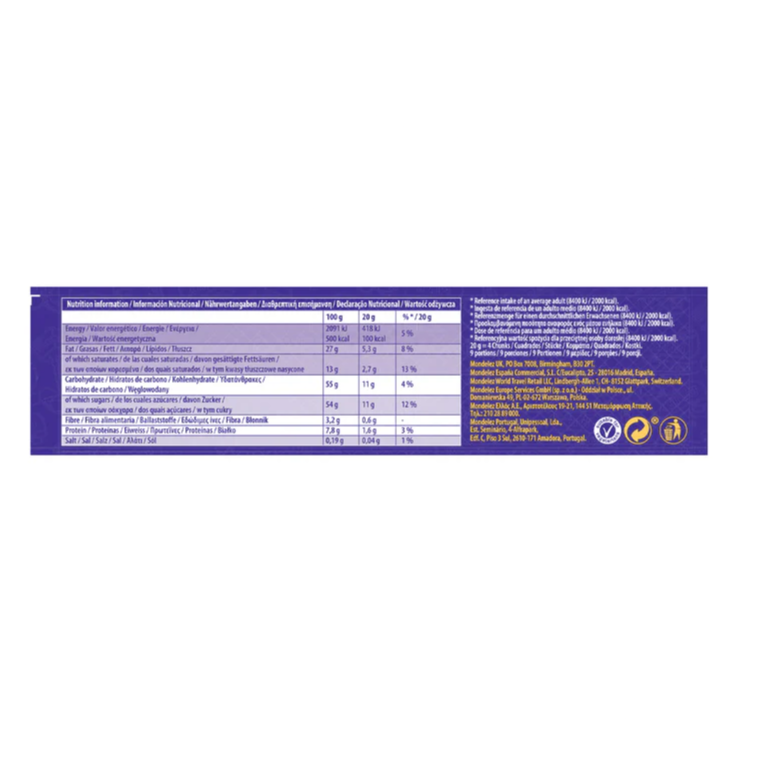 Nutrition information / Información Nutricional / Nährwertangaben / Διαθρεπτική επισήμανση / Declaração Nutricional / Wartość odżywcza
100 g 20 g % * / 20 g
Energy / Valor energético / Energie / Ενέργεια /
Energia / Wartość energetyczna
2091 kJ 418 kJ
500 kcal 100 kcal
5 %
Fat / Grasas / Fett / Λιπαρά / Lípidos / Tłuszcz 27 g 5,3 g 8 %
of which saturates / de las cuales saturadas / davon gesättigte Fettsäuren /
εκ των οποίων κορεσμένα / dos quais saturados / w tym kwasy tłuszczowe nasycone 13 g 2,7 g 13 %
Carbohydrate / Hidratos de carbono / Kohlenhydrate / Υδατάνθρακες /
Hidratos de carbono / Węglowodany 55 g 11 g 4 %
of which sugars / de los cuales azúcares / davon Zucker /
εκ των οποίων σάκχαρα / dos quais açúcares / w tym cukry 54 g 11 g 12 %
Fibre / Fibra alimentaria / Ballaststoffe / Εδώδιμες ίνες / Fibra / Błonnik 3,2 g 0,6 g -
Protein / Proteínas / Eiweiss / Πρωτεΐνες / Proteínas / Białko 7,8 g 1,6 g 3 %
Salt / Sal / Salz / Sal / Αλάτι / Sól 0,19 g 0,04 g 1 %
* Reference intake of an average adult (8400 kJ / 2000 kcal).
* Ingesta de referencia de un adulto medio (8400 kJ / 2000 kcal).
* Referenzmenge für einen durchschnittlichen Erwachsenen (8400 kJ / 2000 kcal).
* Προσλαμβανόμενη ποσότητα αναφοράς ενός μέσου ενήλικα (8400 kJ / 2000 kcal).
* Dose de referência para um adulto médio (8400 kJ / 2000 kcal).
* Referencyjna wartość spożycia dla przeciętnej osoby dorosłej (8400 kJ / 2000 kcal).
20 g = 4 Chunks / Cuadrados / Stücke / Κομμάτια / Quadrados / Kostki.
9 portions / 9 porciones / 9 Portionen / 9 μερίδες / 9 porções / 9 porcji.
Mondelez UK, PO Box 7008, Birmingham, B30 2PT.
Mondelez España Commercial, S.L. C/Eucalipto, 25 - 28016 Madrid, España.
Mondelez World Travel Retail LLC, Lindbergh-Allee 1, CH-8152 Glattpark, Switzerland.
Mondelez Europe Services GmbH (sp. z o.o.) - Oddział w Polsce, ul.
Domaniewska 49, PL-02-672 Warszawa, Polska.
Mondelez Ελλάς Α.Ε., Αριστοτέλους 19-21, 144 51 Μεταμόρφωση Αττικής.
Τηλ.: 210 28 89 000.
Mondelez Portugal, Unipessoal, Lda.,
Est. Seminário, 4-Alfrapark,
Edf. C, Piso 3 Sul, 2610-171 Amadora, Portugal.
®